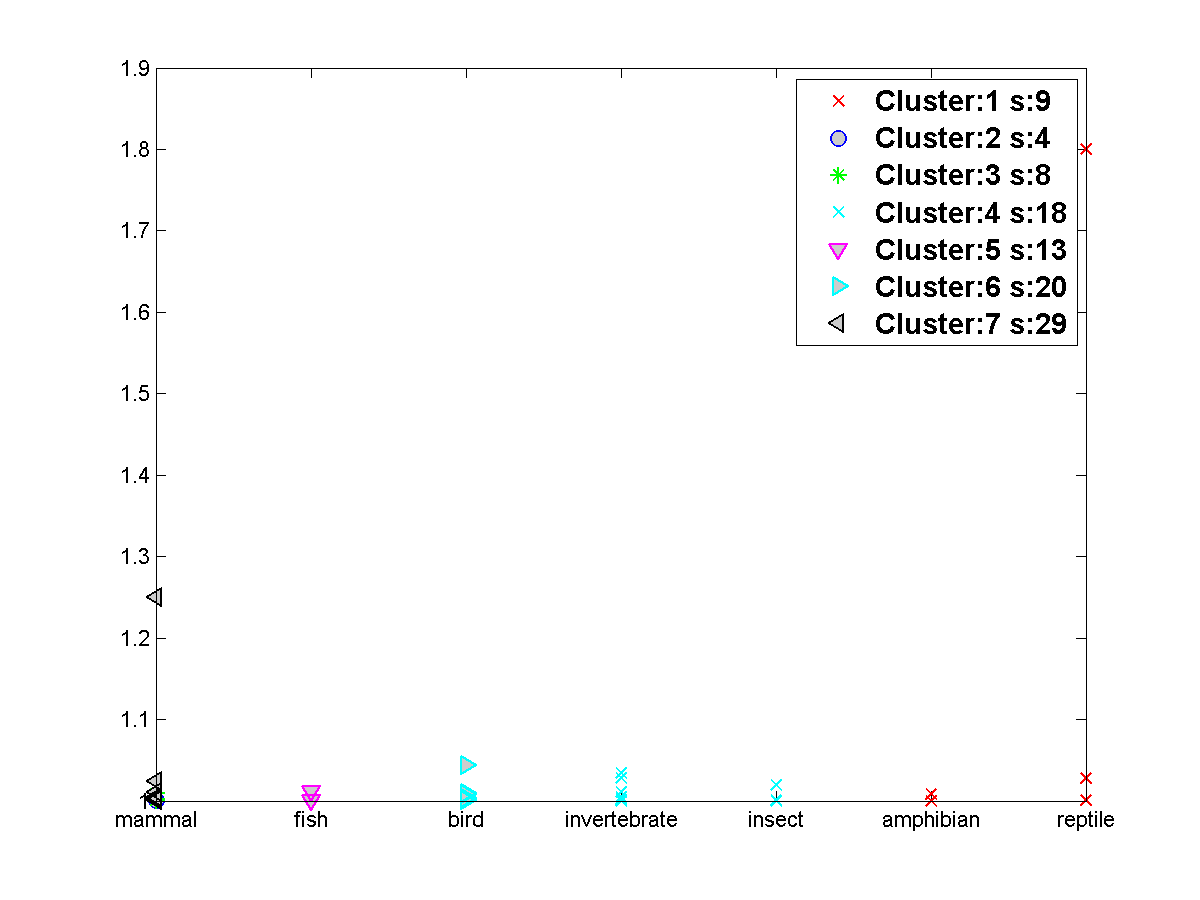 1.9
1.8
1.7
1.6
1.5
1.4
1.3
1.2
1.1
1
mammal
fish
bird
invertebrate
insect
amphibian
reptile
Cluster:1 s:9
Cluster:2 s:4
Cluster:3 s:8
Cluster:4 s:18
Cluster:5 s:13
Cluster:6 s:20
Cluster:7 s:29